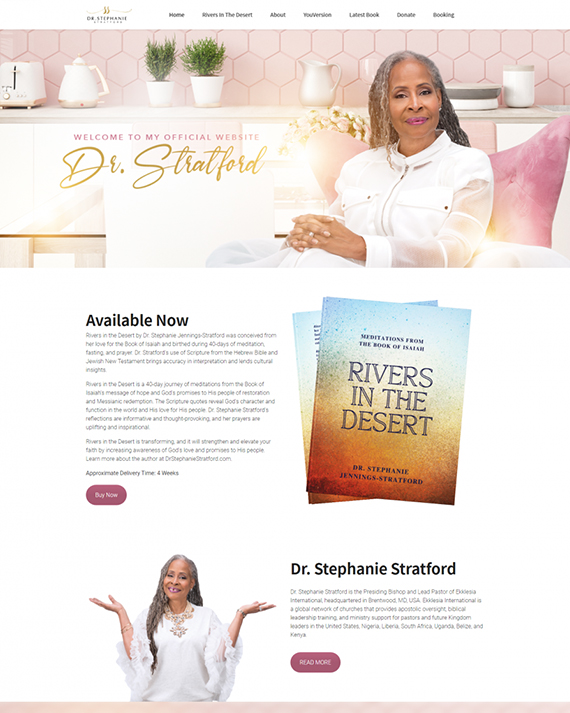 DR. STEPHANIE
STRATFORD
Home Rivers In The Desert About YouVersion Latest Book Donate Booking
WELCOME TO MY OFFICIAL WEBSITE
Dr. Stratford
Available Now
Rivers in the Desert by Dr. Stephanie Jennings-Stratford was conceived from
her love for the Book of Isaiah and birthed during 40-days of meditation,
fasting, and prayer. Dr. Stratford's use of Scripture from the Hebrew Bible and
Jewish New Testament brings accuracy in interpretation and lends cultural
insights.
Rivers in the Desert is a 40-day journey of meditations from the Book of
Isaiah's message of hope and God's promises to His people of restoration
and Messianic redemption. The Scripture quotes reveal God's character and
function in the world and His love for His people. Dr. Stephanie Stratford's
reflections are informative and thought-provoking, and her prayers are
uplifting and inspirational.
Rivers in the Desert is transforming, and it will strengthen and elevate your
faith by increasing awareness of God's love and promises to His people.
Learn more about the author at DrStephanieStratford.com.
Approximate Delivery Time: 4 Weeks
Buy Now
MEDITATIONS FROM
THE BOOK OF ISAIAH
RIVERS
IN THE
DESERT
DR. STEPHANIE
JENNINGS-STRATFORD
Dr. Stephanie Stratford
Dr. Stephanie Stratford is the Presiding Bishop and Lead Pastor of Ekklesia
International, headquartered in Brentwood, MD, USA. Ekklesia International is
a global network of churches that provides apostolic oversight, biblical
leadership training, and ministry support for pastors and future Kingdom
leaders in the United States, Nigeria, Liberia, South Africa, Uganda, Belize, and
Kenya.
READ MORE